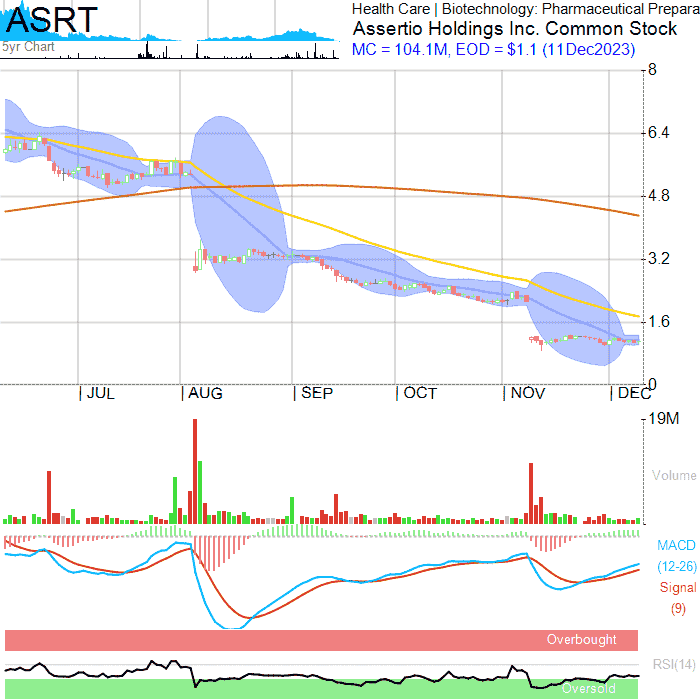 ASRT
5yr Chart
Health Care | Biotechnology: Pharmaceutical Prepara
Assertio Holdings Inc. Common Stock
MC = 104.1M, EOD = $1.1 (11Dec2023)
8
6.4
4.8
3.2
1.6
0
|JUL |AUG |SEP |OCT |NOV |DEC
19M
Volume
MACD
(12-26)
Signal
(9)
Overbought
RSI(14)
Oversold